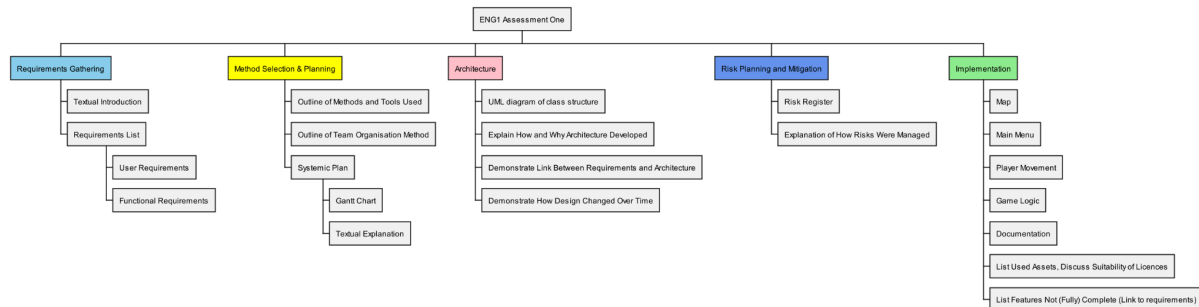 ENG1 Assessment One
Requirements Gathering
Textual Introduction
Requirements List
User Requirements
Functional Requirements
Method Selection & Planning
Outline of Methods and Tools Used
Outline of Team Organisation Method
Systemic Plan
Gantt Chart
Textual Explanation
Architecture
UML diagram of class structure
Explain How and Why Architecture Developed
Demonstrate Link Between Requirements and Architecture
Demonstrate How Design Changed Over Time
Risk Planning and Mitigation
Risk Register
Explanation of How Risks Were Managed
Implementation
Map
Main Menu
Player Movement
Game Logic
Documentation
List Used Assets, Discuss Suitability of Licences
List Features Not (Fully) Complete (Link to requirements)